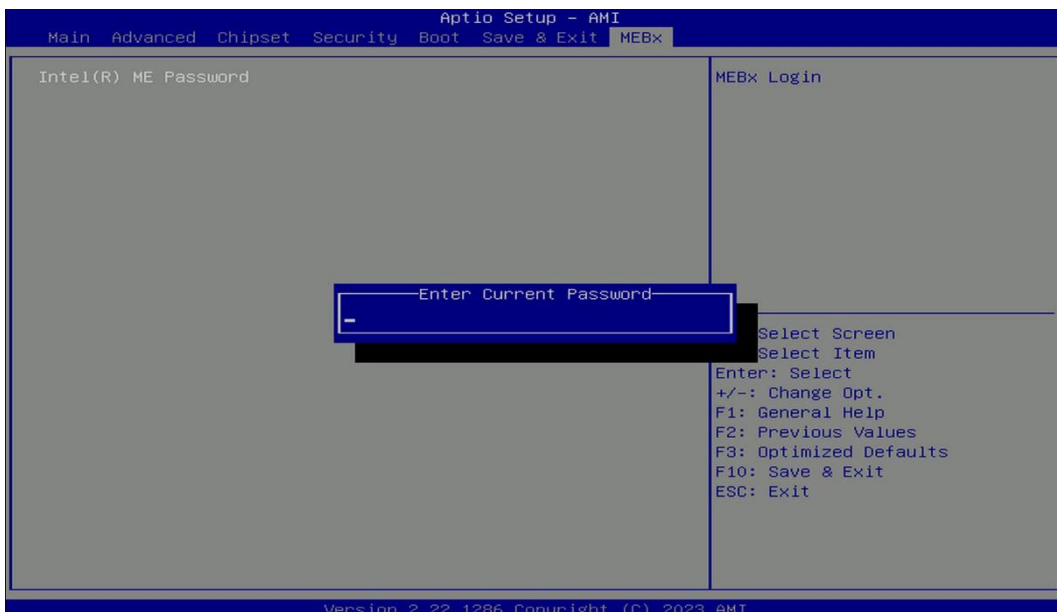 Aptio Setup – AMI
Main Advanced Chipset Security Boot Save & Exit MEBx
Intel(R) ME Password
MEBx Login
Enter Current Password
Select Screen
Select Item
Enter: Select
+/-: Change Opt.
F1: General Help
F2: Previous Values
F3: Optimized Defaults
F10: Save & Exit
ESC: Exit
Version 2.22.1286 Copyright (C) 2023 AMI